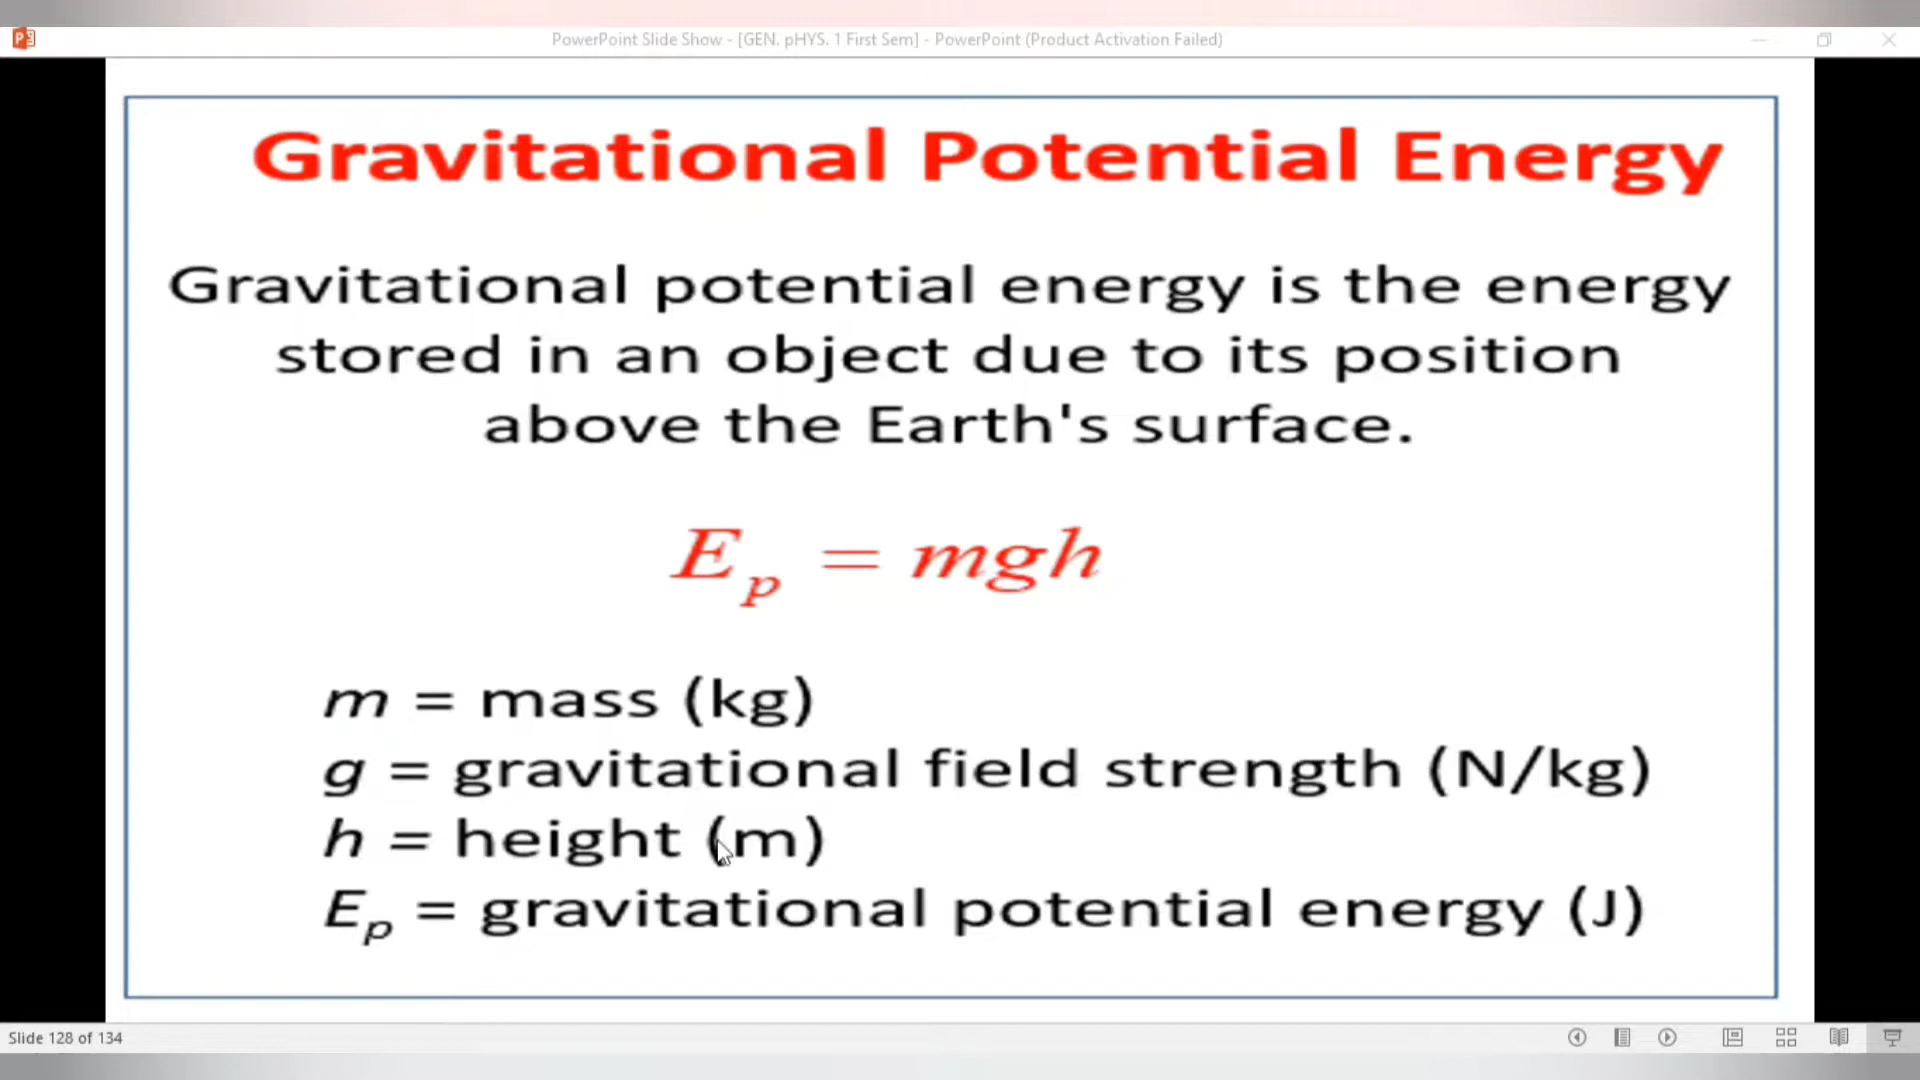 PowerPoint Slide Show - [GEN. pHYS. 1 First Sem] - PowerPoint (Product Activation Failed)
Gravitational Potential Energy
Gravitational potential energy is the energy
stored in an object due to its position
above the Earth's surface.
E_p = mgh
m = mass (kg)
g = gravitational field strength (N/kg)
h = height (m)
E_p = gravitational potential energy (J)
Slide 128 of 134